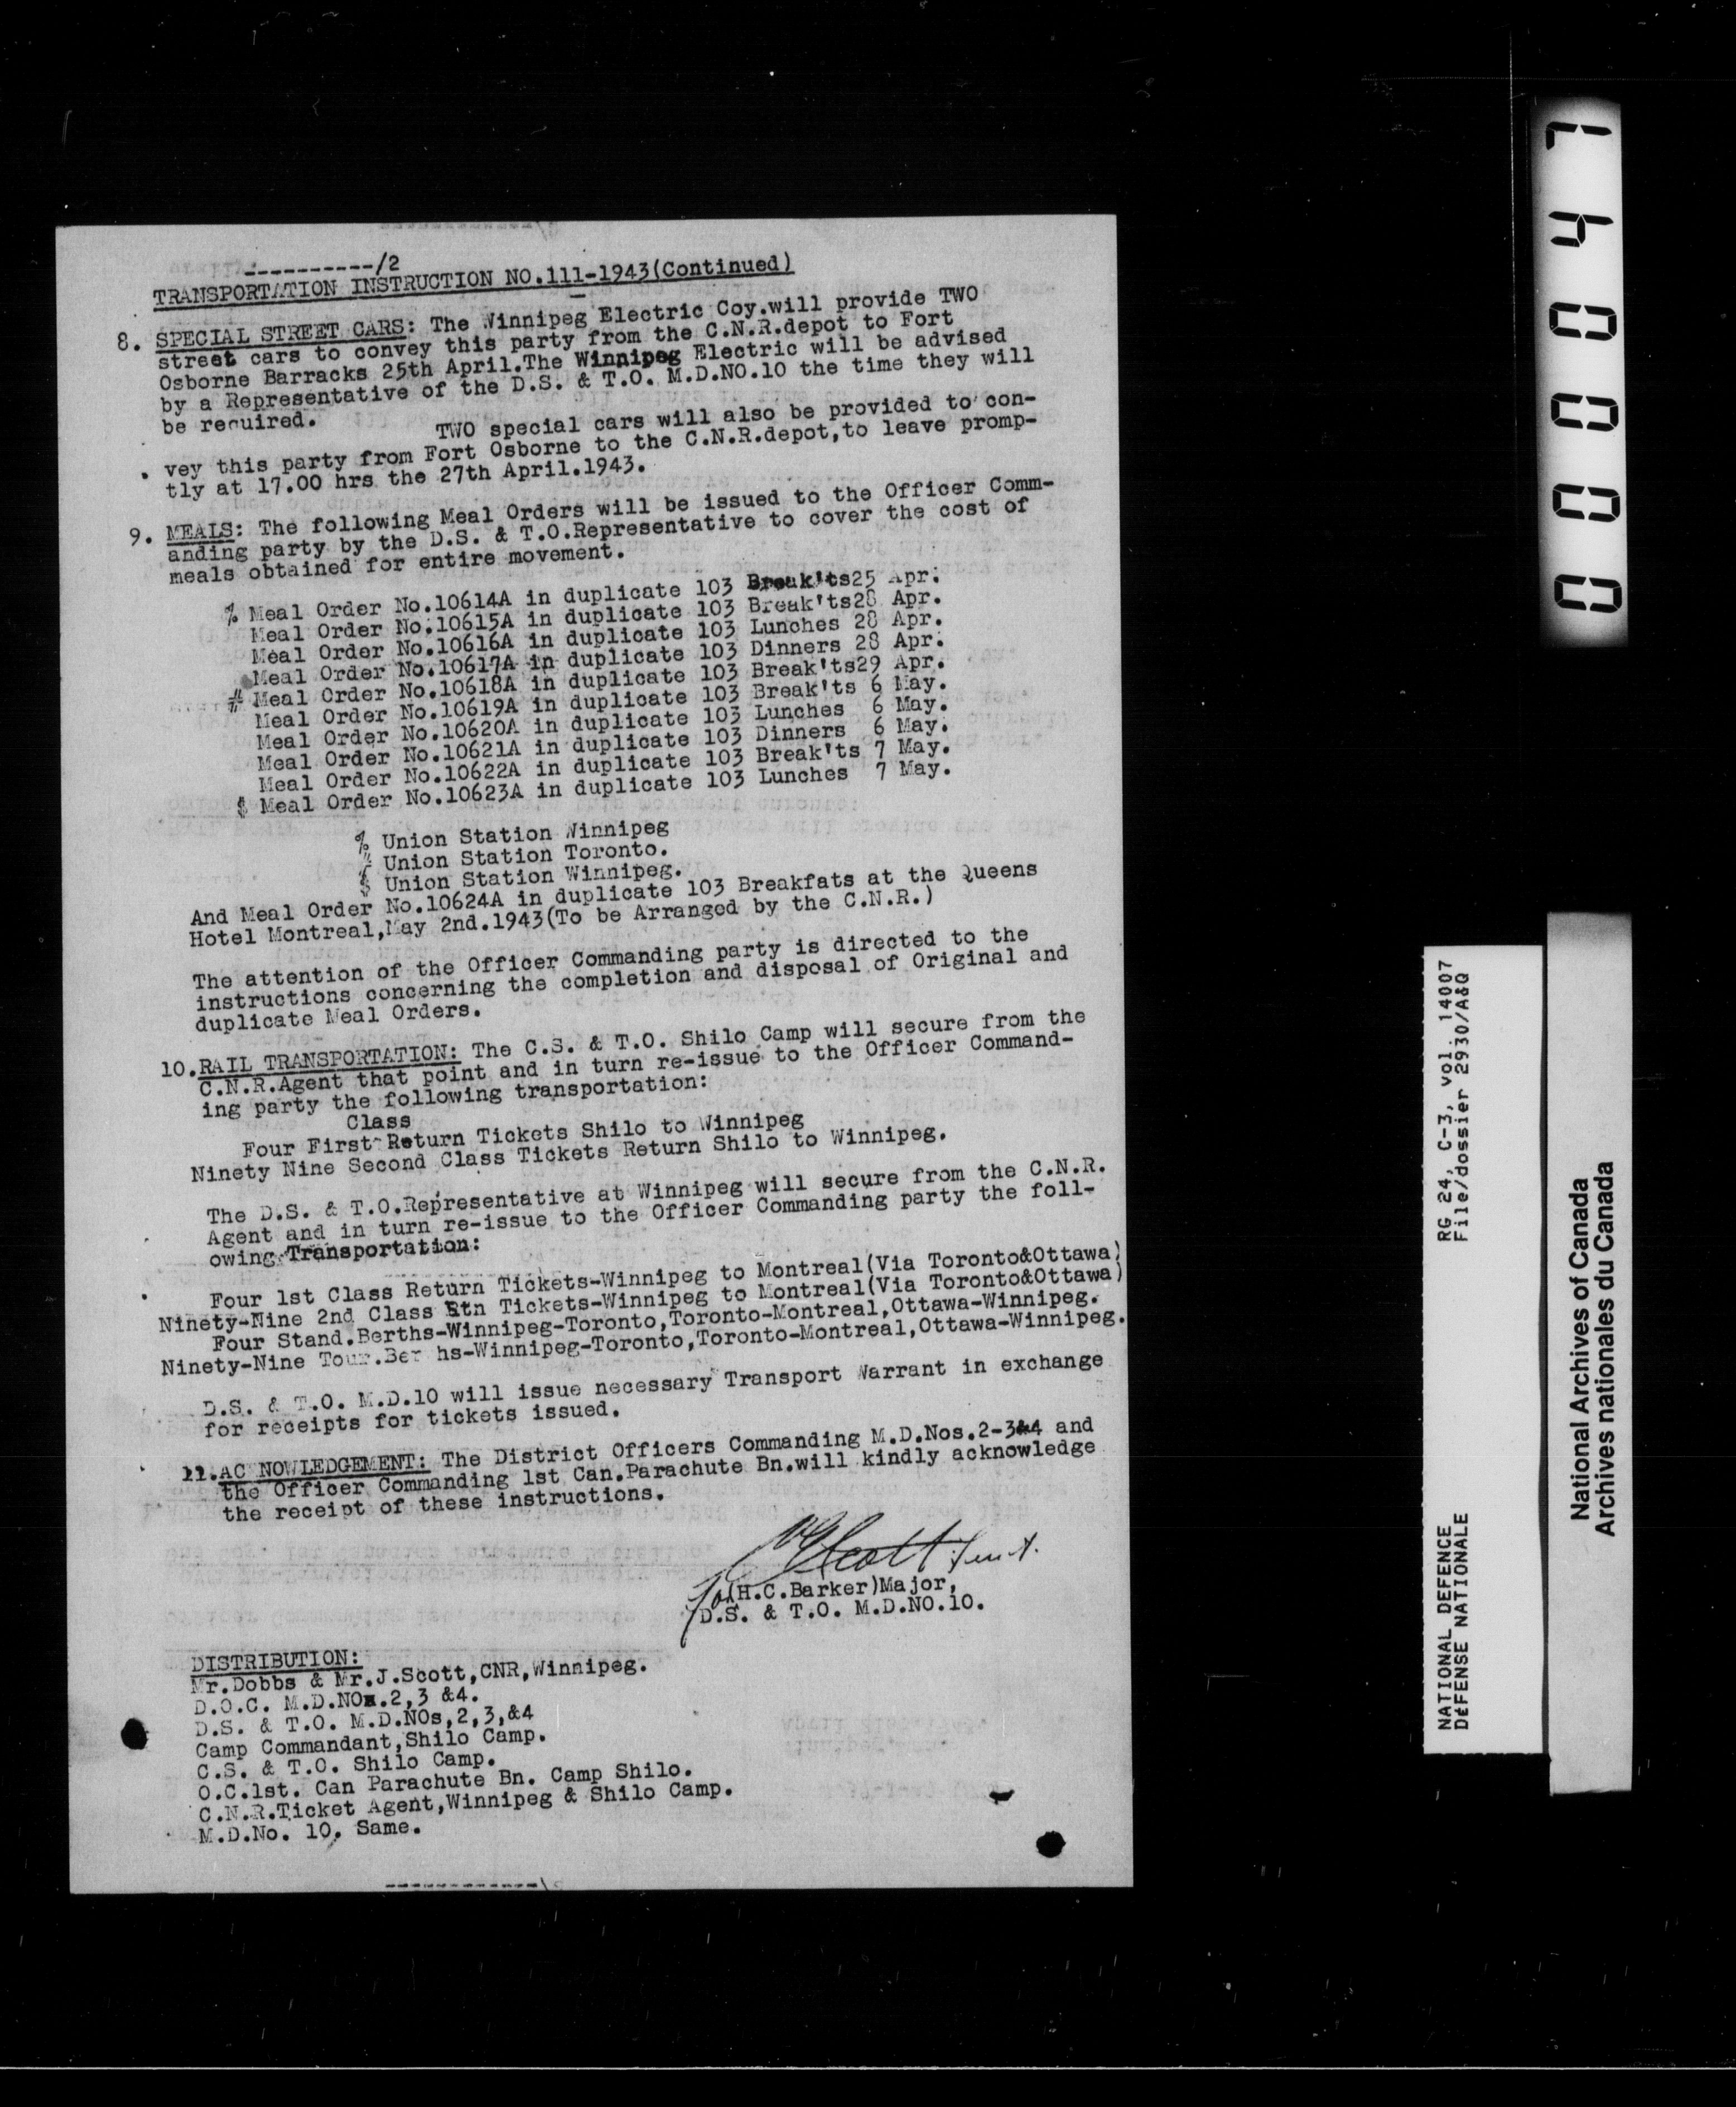 ----------/2
TRANSPORTATION INSTRUCTION NO.111-1943(Continued)
8. SPECIAL STREET CARS: The Winnipeg Electric Coy.will provide TWO
street cars to convey this party from the C.N.R.depot to Fort
Osborne Barracks 25th April.The Winnipeg Electric will be advised
by a Representative of the D.S. & T.O. M.D.NO.10 the time they will
be required.
TWO special cars will also be provided to con-
vey this party from Fort Osborne to the C.N.R.depot,to leave promp-
tly at 17.00 hrs the 27th April.1943.
9. MEALS: The following Meal Orders will be issued to the Officer Comm-
anding party by the D.S. & T.O.Representative to cover the cost of
meals obtained for entire movement.
% Meal Order No.10614A in duplicate 103 Break'ts25 Apr.
Meal Order No.10615A in duplicate 103 Break'ts28 Apr.
Meal Order No.10616A in duplicate 103 Lunches 28 Apr.
Meal Order No.10617A in duplicate 103 Dinners 28 Apr.
# Meal Order No.10618A in duplicate 103 Break'ts29 Apr.
Meal Order No.10619A in duplicate 103 Break'ts 6 May.
Meal Order No.10620A in duplicate 103 Lunches 6 May.
Meal Order No.10621A in duplicate 103 Dinners 6 May.
Meal Order No.10622A in duplicate 103 Break'ts 7 May.
$ Meal Order No.10623A in duplicate 103 Lunches 7 May.
% Union Station Winnipeg
# Union Station Toronto.
$ Union Station Winnipeg.
And Meal Order No.10624A in duplicate 103 Breakfats at the Queens
Hotel Montreal,May 2nd.1943(To be Arranged by the C.N.R.)
The attention of the Officer Commanding party is directed to the
instructions concerning the completion and disposal of Original and
duplicate Meal Orders.
10.RAIL TRANSPORTATION: The C.S. & T.O. Shilo Camp will secure from the
C.N.R.Agent that point and in turn re-issue to the Officer Command-
ing party the following transportation:
Class
Four First^Return Tickets Shilo to Winnipeg
Ninety Nine Second Class Tickets Return Shilo to Winnipeg.
The D.S. & T.O.Representative at Winnipeg will secure from the C.N.R.
Agent and in turn re-issue to the Officer Commanding party the foll-
owing Transportation:
Four 1st Class Return Tickets-Winnipeg to Montreal(Via Toronto&Ottawa)
Ninety-Nine 2nd Class Rtn Tickets-Winnipeg to Montreal(Via Toronto&Ottawa)
Four Stand.Berths-Winnipeg-Toronto,Toronto-Montreal,Ottawa-Winnipeg.
Ninety-Nine Tour.Ber hs-Winnipeg-Toronto,Toronto-Montreal,Ottawa-Winnipeg.
D.S. & T.O. M.D.10 will issue necessary Transport Warrant in exchange
for receipts for tickets issued.
11.AC NOWLEDGEMENT: The District Officers Commanding M.D.Nos.2-3&4 and
the Officer Commanding 1st Can.Parachute Bn.will kindly acknowledge
the receipt of these instructions.
Scott
for(H.C.Barker)Major,
D.S. & T.O. M.D.NO.10.
DISTRIBUTION:
Mr.Dobbs & Mr.J.Scott,CNR,Winnipeg.
D.O.C. M.D.NOs.2,3 &4.
D.S. & T.O. M.D.NOs,2,3,&4
Camp Commandant,Shilo Camp.
C.S. & T.O. Shilo Camp.
O.C.1st. Can Parachute Bn. Camp Shilo.
C.N.R.Ticket Agent,Winnipeg & Shilo Camp.
M.D.No. 10. Same.
000047
NATIONAL DEFENCE RG 24, C-3, vol. 14007
DÉFENSE NATIONALE File/dossier 2930/A&Q
National Archives of Canada
Archives nationales du Canada